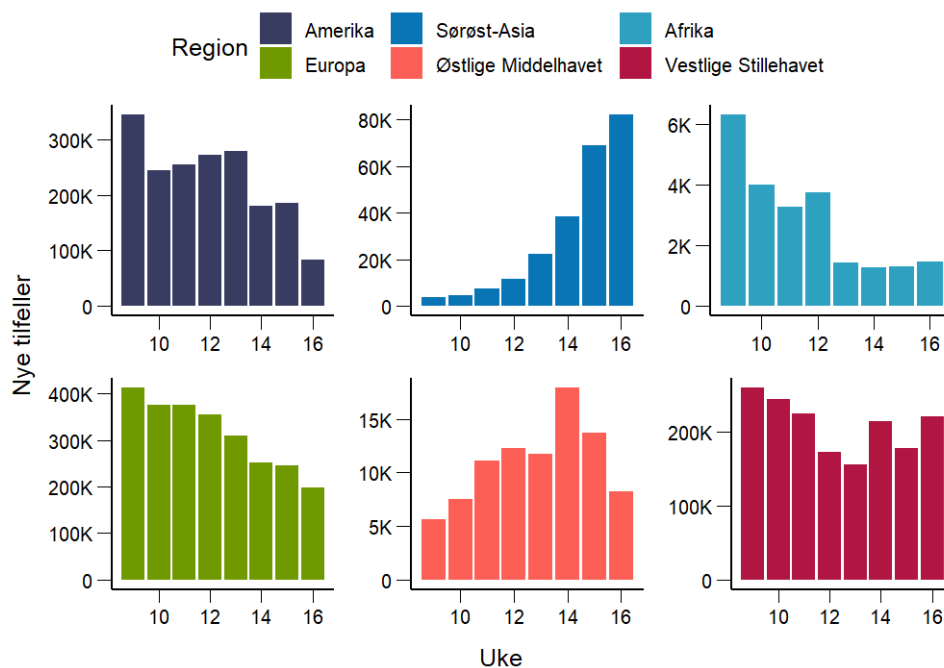 Region
Amerika Sørøst-Asia Afrika
Europa Østlige Middelhavet Vestlige Stillehavet
Nye tilfeller
300K
200K
100K
0
10 12 14 16
80K
60K
40K
20K
0
10 12 14 16
6K
4K
2K
0
10 12 14 16
400K
300K
200K
100K
0
10 12 14 16
15K
10K
5K
0
10 12 14 16
200K
100K
0
10 12 14 16
Uke